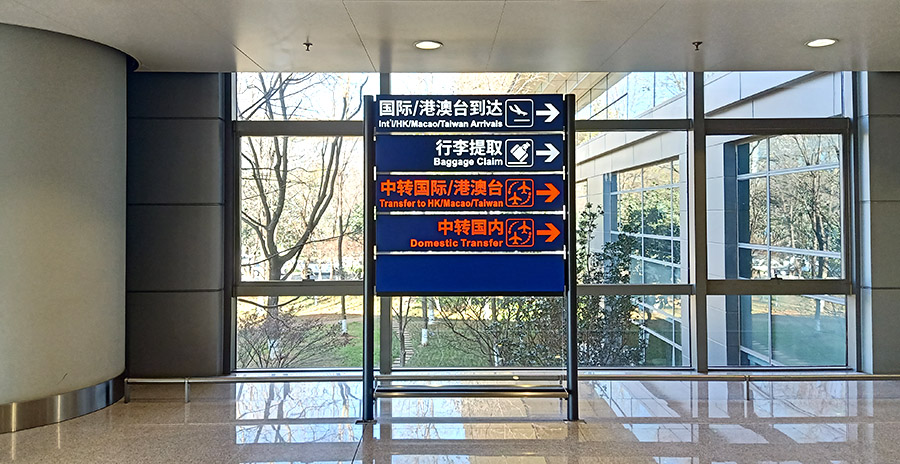 国际/港澳台到达
Int'l/HK/Macao/Taiwan Arrivals
行李提取
Baggage Claim
中转国际/港澳台
Transfer to HK/Macao/Taiwan
中转国内
Domestic Transfer